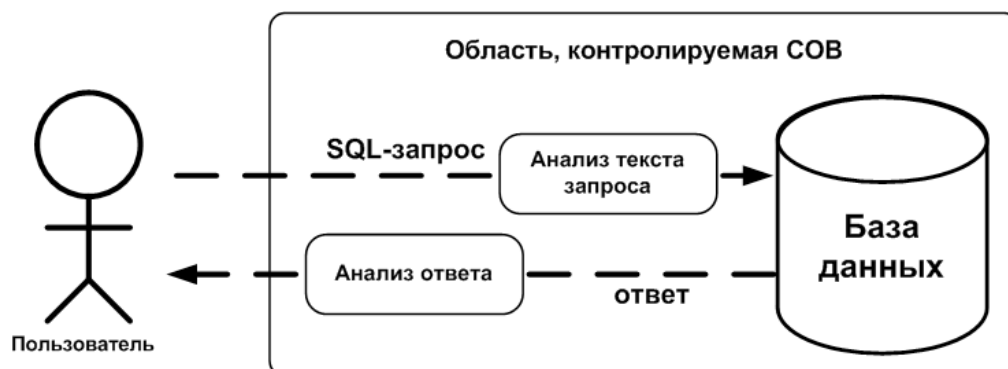 Область, контролируемая СОВ
SQL-запрос
Анализ текста
запроса
База
данных
Анализ ответа
ответ
Пользователь